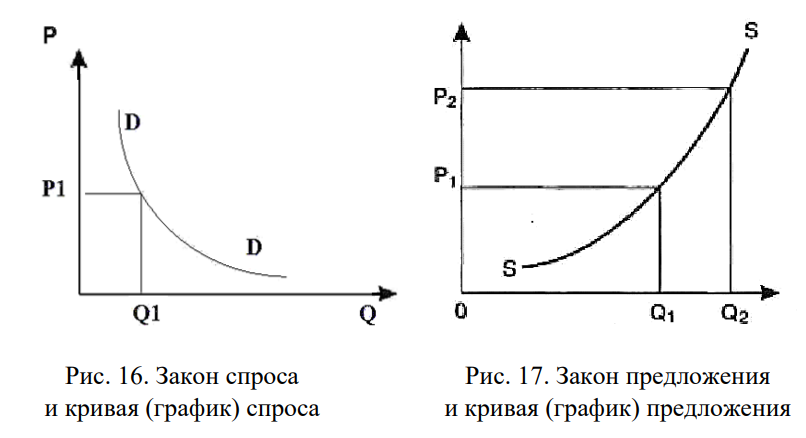 P
D
P1
D
Q1
Q
Рис. 16. Закон спроса
и кривая (график) спроса
S
P2
P1
S
0
Q1
Q2
Рис. 17. Закон предложения
и кривая (график) предложения